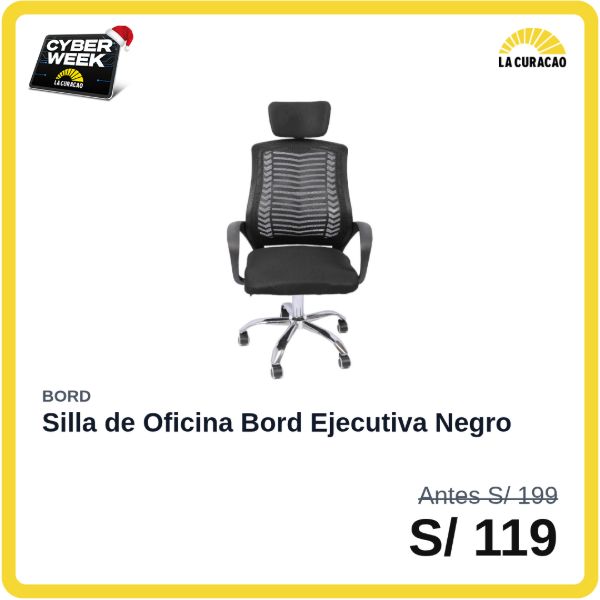 CYBER
WEEK
LA CURACAO
LA CURACAO
BORD
Silla de Oficina Bord Ejecutiva Negro
Antes S/ 199
S/ 119